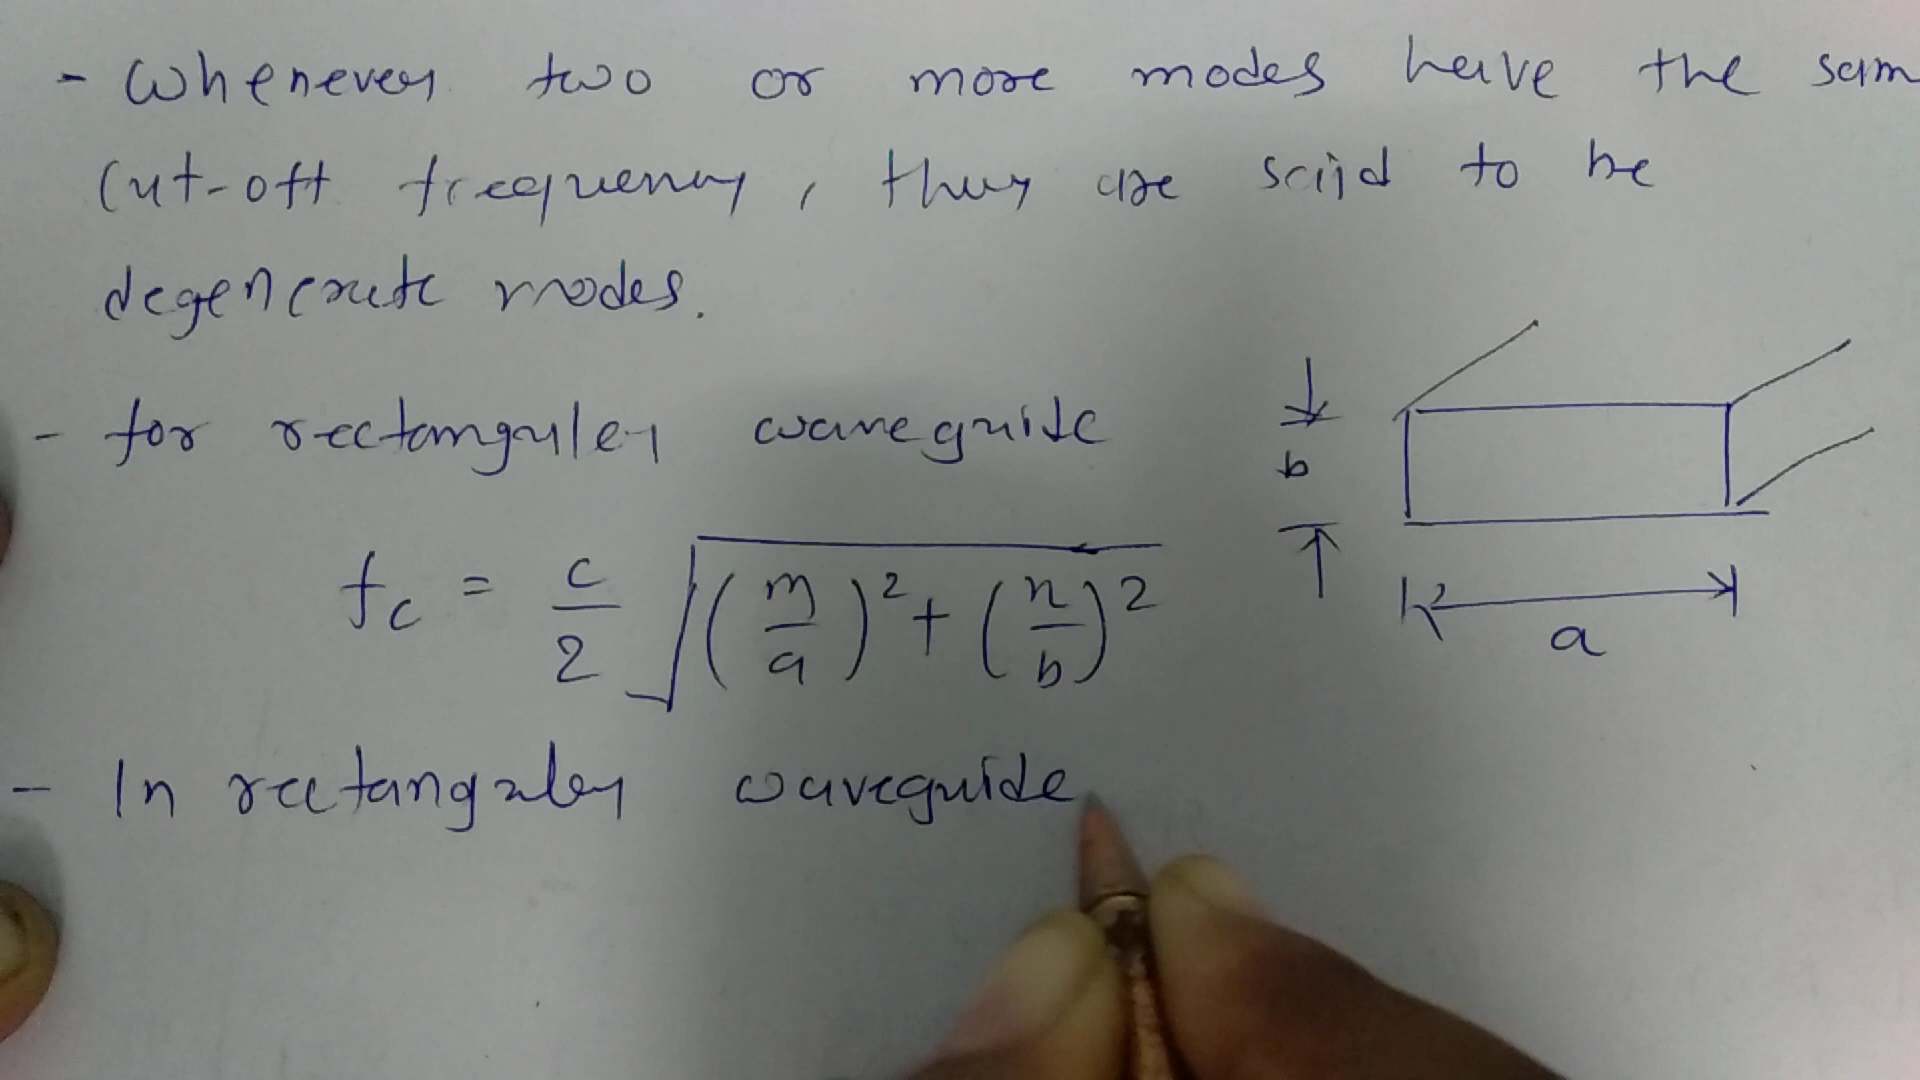 - Whenever two or more modes have the sam
cut-off frequency, they are said to be
degenerate modes.
- for rectangular waveguide
b
fc = c/2 √((m/a)² + (n/b)²)
a
- In rectangular waveguide